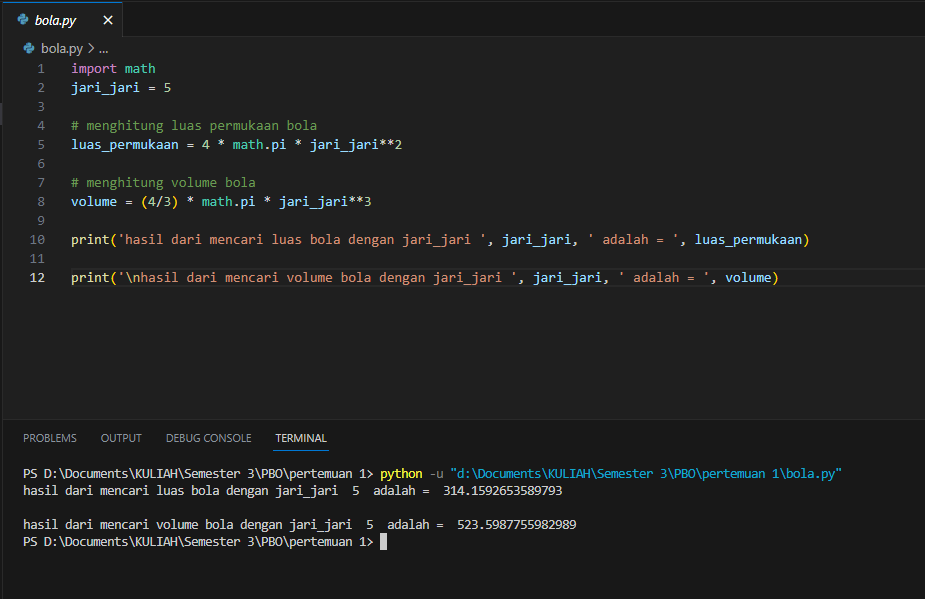 bola.py ×
bola.py > ...
1 import math
2 jari_jari = 5
3
4 # menghitung luas permukaan bola
5 luas_permukaan = 4 * math.pi * jari_jari**2
6
7 # menghitung volume bola
8 volume = (4/3) * math.pi * jari_jari**3
9
10 print('hasil dari mencari luas bola dengan jari_jari ', jari_jari, ' adalah = ', luas_permukaan)
11
12 print('\nhasil dari mencari volume bola dengan jari_jari ', jari_jari, ' adalah = ', volume)
PROBLEMS OUTPUT DEBUG CONSOLE TERMINAL
PS D:\Documents\KULIAH\Semester 3\PBO\pertemuan 1> python -u "d:\Documents\KULIAH\Semester 3\PBO\pertemuan 1\bola.py"
hasil dari mencari luas bola dengan jari_jari  5  adalah =  314.1592653589793
hasil dari mencari volume bola dengan jari_jari  5  adalah =  523.5987755982989
PS D:\Documents\KULIAH\Semester 3\PBO\pertemuan 1>